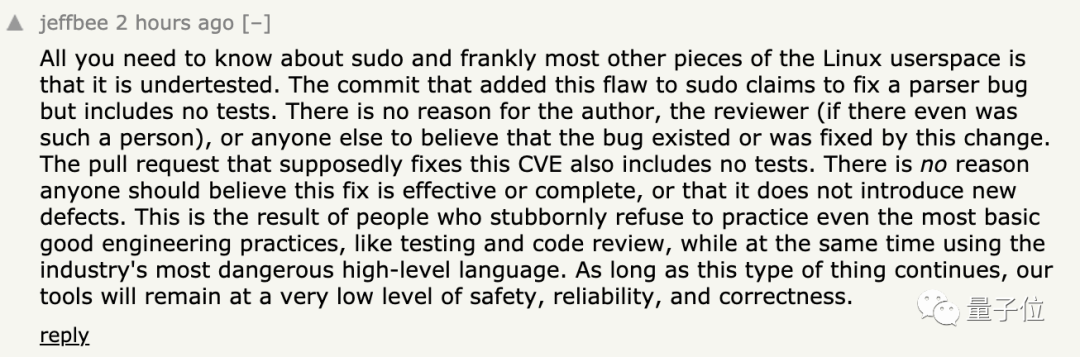 ▲ jeffbee 2 hours ago [–]
All you need to know about sudo and frankly most other pieces of the Linux userspace is
that it is undertested. The commit that added this flaw to sudo claims to fix a parser bug
but includes no tests. There is no reason for the author, the reviewer (if there even was
such a person), or anyone else to believe that the bug existed or was fixed by this change.
The pull request that supposedly fixes this CVE also includes no tests. There is no reason
anyone should believe this fix is effective or complete, or that it does not introduce new
defects. This is the result of people who stubbornly refuse to practice even the most basic
good engineering practices, like testing and code review, while at the same time using the
industry's most dangerous high-level language. As long as this type of thing continues, our
tools will remain at a very low level of safety, reliability, and correctness.
量子位
reply